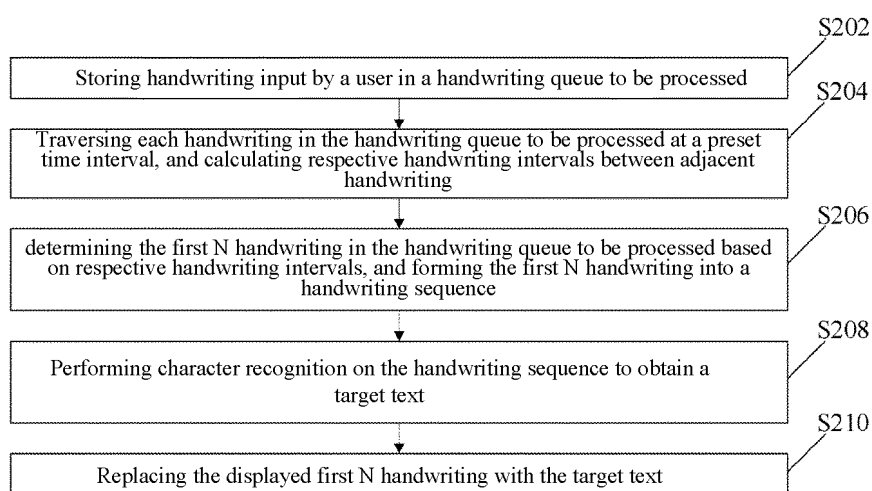 S202
Storing handwriting input by a user in a handwriting queue to be processed
S204
Traversing each handwriting in the handwriting queue to be processed at a preset
time interval, and calculating respective handwriting intervals between adjacent
handwriting
S206
determining the first N handwriting in the handwriting queue to be processed based
on respective handwriting intervals, and forming the first N handwriting into a
handwriting sequence
S208
Performing character recognition on the handwriting sequence to obtain a
target text
S210
Replacing the displayed first N handwriting with the target text